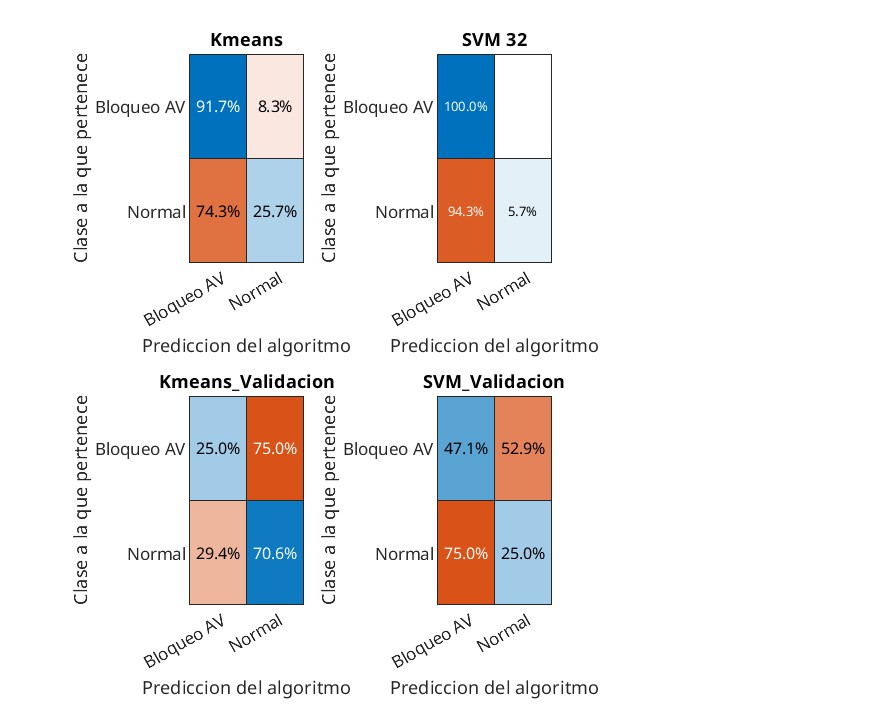 Kmeans
Clase a la que pertenece
Bloqueo AV
91.7%
8.3%
Normal
74.3%
25.7%
Bloqueo AV
Normal
Prediccion del algoritmo
SVM 32
Clase a la que pertenece
Bloqueo AV
100.0%
Normal
94.3%
5.7%
Bloqueo AV
Normal
Prediccion del algoritmo
Kmeans_Validacion
Clase a la que pertenece
Bloqueo AV
25.0%
75.0%
Normal
29.4%
70.6%
Bloqueo AV
Normal
Prediccion del algoritmo
SVM_Validacion
Clase a la que pertenece
Bloqueo AV
47.1%
52.9%
Normal
75.0%
25.0%
Bloqueo AV
Normal
Prediccion del algoritmo